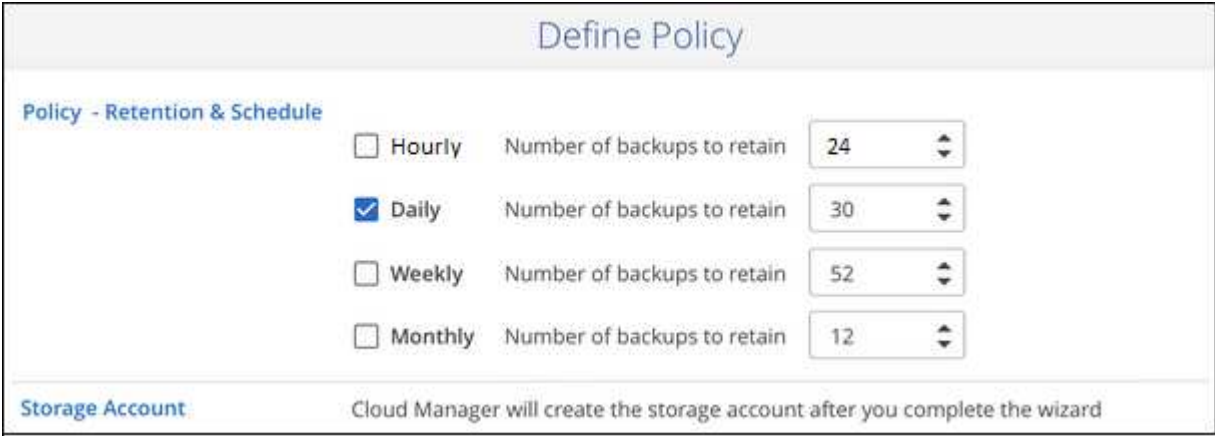 Define Policy
Policy - Retention & Schedule
Hourly Number of backups to retain 24
Daily Number of backups to retain 30
Weekly Number of backups to retain 52
Monthly Number of backups to retain 12
Storage Account Cloud Manager will create the storage account after you complete the wizard